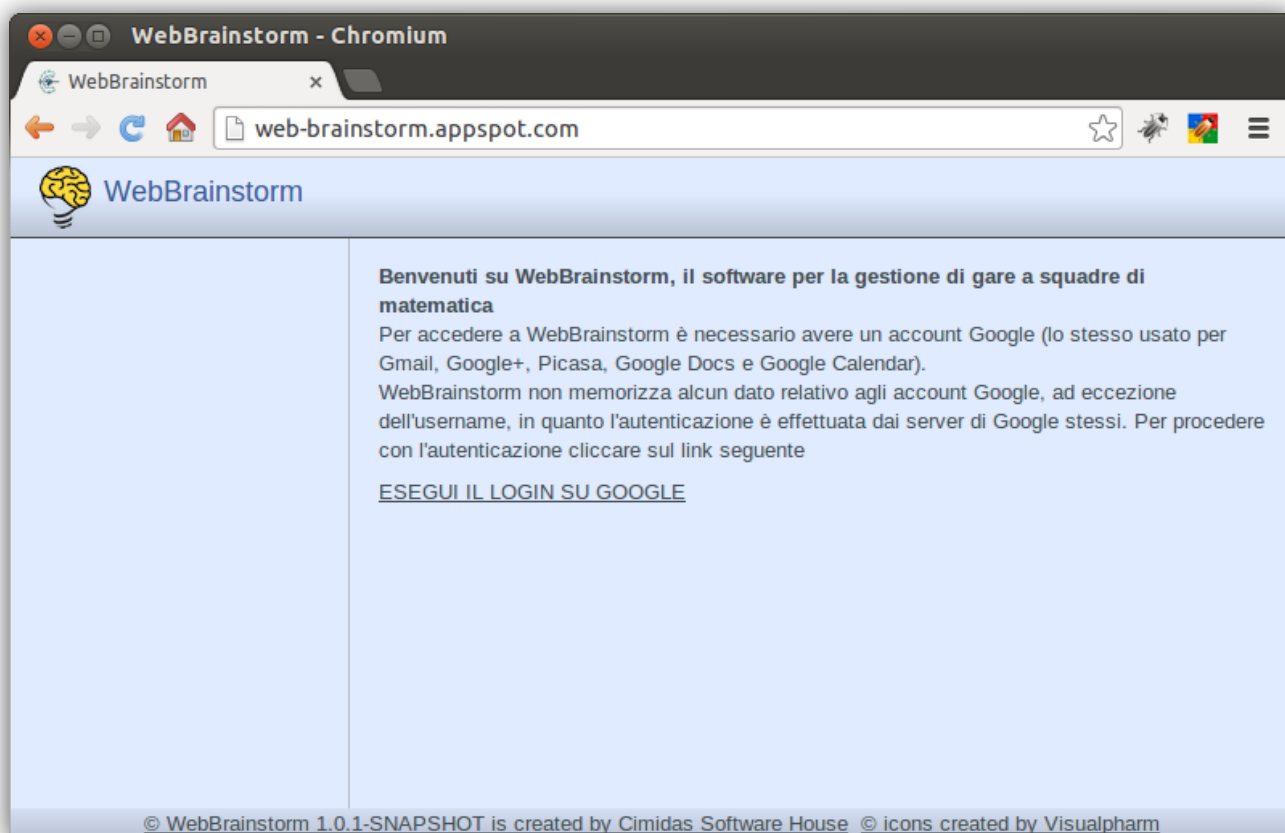 WebBrainstorm - Chromium
WebBrainstorm
web-brainstorm.appspot.com
WebBrainstorm
Benvenuti su WebBrainstorm, il software per la gestione di gare a squadre di
matematica
Per accedere a WebBrainstorm è necessario avere un account Google (lo stesso usato per
Gmail, Google+, Picasa, Google Docs e Google Calendar).
WebBrainstorm non memorizza alcun dato relativo agli account Google, ad eccezione
dell'username, in quanto l'autenticazione è effettuata dai server di Google stessi. Per procedere
con l'autenticazione cliccare sul link seguente
ESEGUI IL LOGIN SU GOOGLE
© WebBrainstorm 1.0.1-SNAPSHOT is created by Cimidas Software House © icons created by Visualpharm